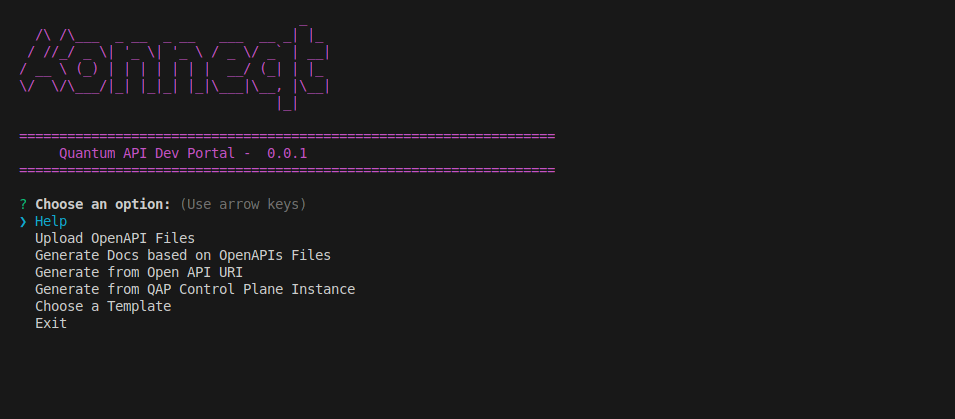 Konneqt
====================================================================
Quantum API Dev Portal -  0.0.1
====================================================================
? Choose an option: (Use arrow keys)
❯ Help
Upload OpenAPI Files
Generate Docs based on OpenAPIs Files
Generate from Open API URI
Generate from QAP Control Plane Instance
Choose a Template
Exit